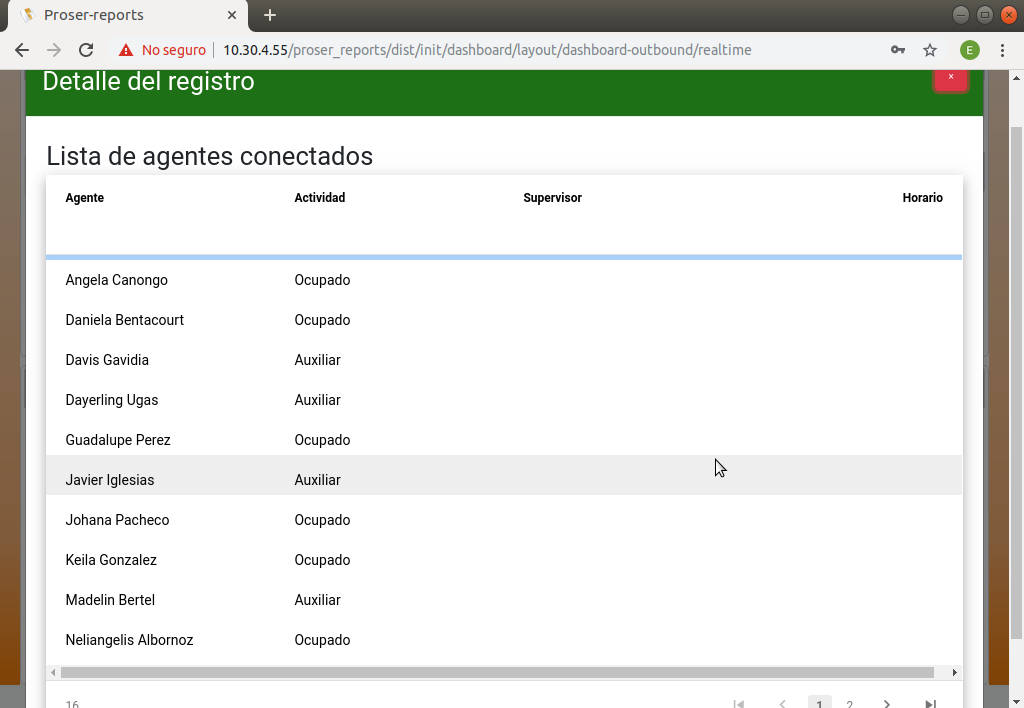 Proser-reports
No seguro 10.30.4.55/proser_reports/dist/init/dashboard/layout/dashboard-outbound/realtime E
Detalle del registro ×
Lista de agentes conectados
Agente Actividad Supervisor Horario
Angela Canongo Ocupado
Daniela Bentacourt Ocupado
Davis Gavidia Auxiliar
Dayerling Ugas Auxiliar
Guadalupe Perez Ocupado
Javier Iglesias Auxiliar
Johana Pacheco Ocupado
Keila Gonzalez Ocupado
Madelin Bertel Auxiliar
Neliangelis Albornoz Ocupado
16 1 2